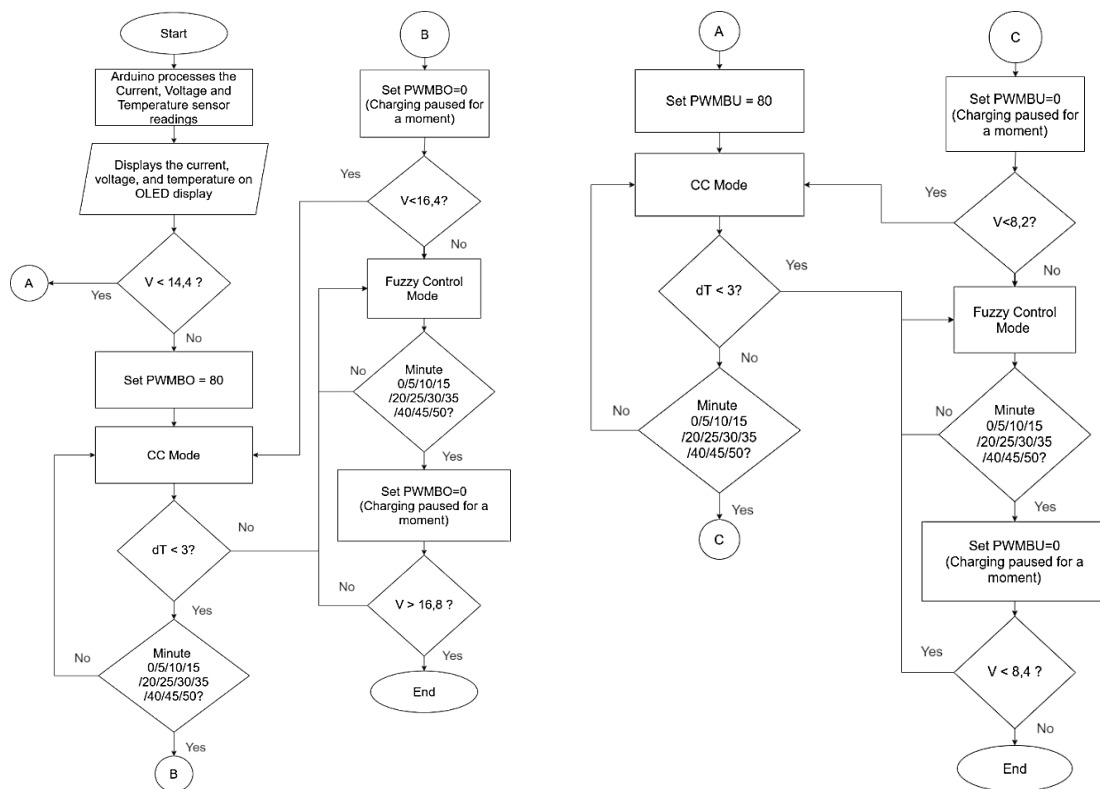 Start
Arduino processes the
Current, Voltage and
Temperature sensor
readings
Displays the current,
voltage, and temperature on
OLED display
V < 14,4 ?
Yes
A
No
Set PWMBO = 80
CC Mode
dT < 3?
No
Yes
Minute
0/5/10/15
/20/25/30/35
/40/45/50?
No
Yes
B
B
Set PWMBO=0
(Charging paused for
a moment)
V<16,4?
Yes
No
Fuzzy Control
Mode
Minute
0/5/10/15
/20/25/30/35
/40/45/50?
No
Yes
Set PWMBO=0
(Charging paused for a
moment)
V > 16,8 ?
No
Yes
End
A
Set PWMBU = 80
CC Mode
dT < 3?
Yes
No
Minute
0/5/10/15
/20/25/30/35
/40/45/50?
No
Yes
C
C
Set PWMBU=0
(Charging paused for
a moment)
V<8,2?
Yes
No
Fuzzy Control
Mode
Minute
0/5/10/15
/20/25/30/35
/40/45/50?
No
Yes
Set PWMBU=0
(Charging paused for a
moment)
V < 8,4 ?
Yes
No
End